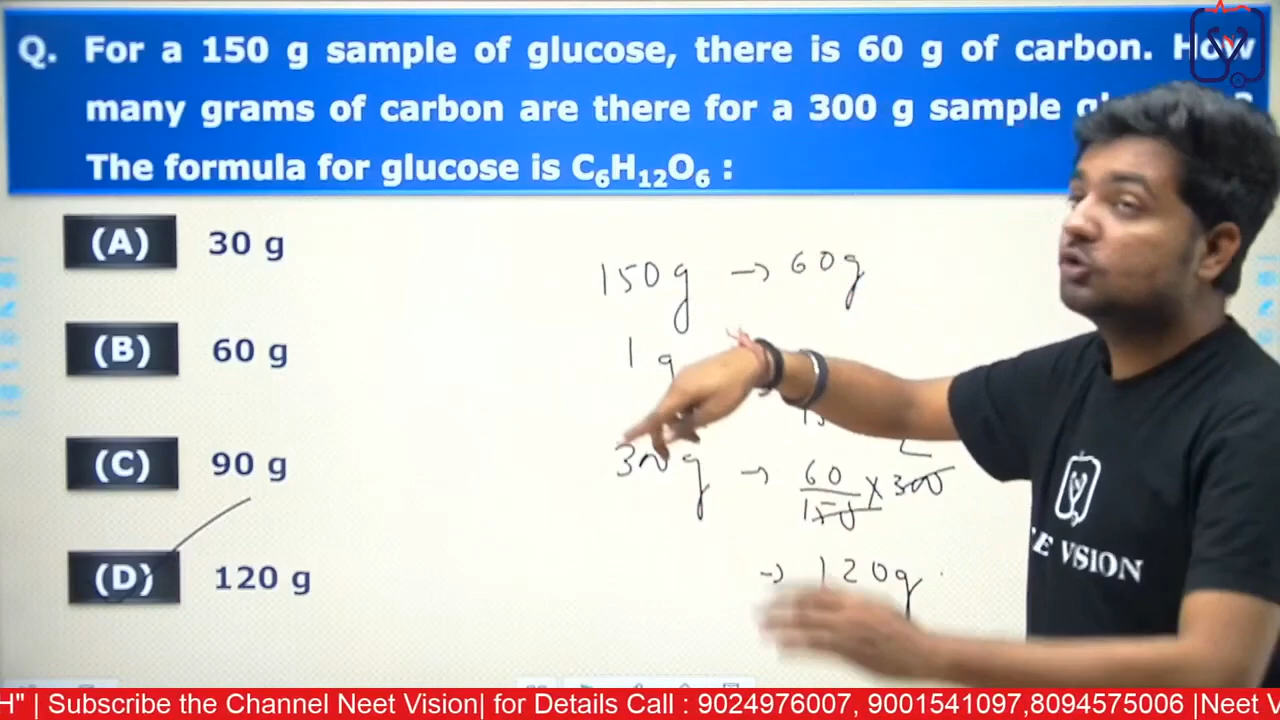 Q. For a 150 g sample of glucose, there is 60 g of carbon. How
many grams of carbon are there for a 300 g sample
The formula for glucose is C₆H₁₂O₆ :
(A) 30 g
(B) 60 g
(C) 90 g
(D) 120 g
150g → 60g
1 g
300g → 60/150 × 300
→ 120g
VISION
H" | Subscribe the Channel Neet Vision| for Details Call : 9024976007, 9001541097,8094575006 |Neet